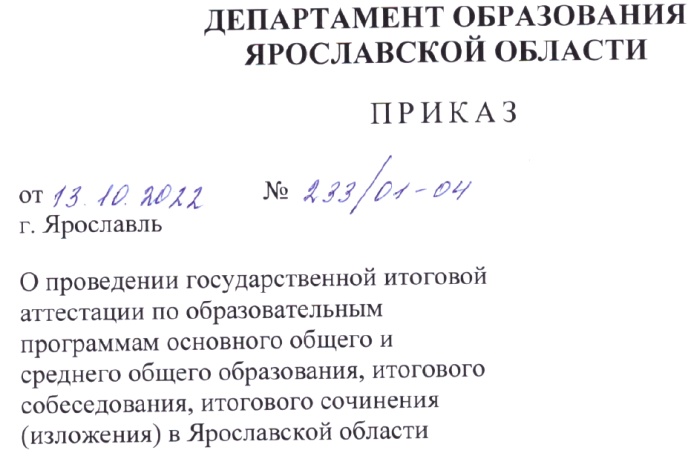 ДЕПАРТАМЕНТ ОБРАЗОВАНИЯ
ЯРОСЛАВСКОЙ ОБЛАСТИ
ПРИКАЗ
от 13.10.2022 № 233/01-04
г. Ярославль
О проведении государственной итоговой
аттестации по образовательным
программам основного общего и
среднего общего образования, итогового
собеседования, итогового сочинения
(изложения) в Ярославской области